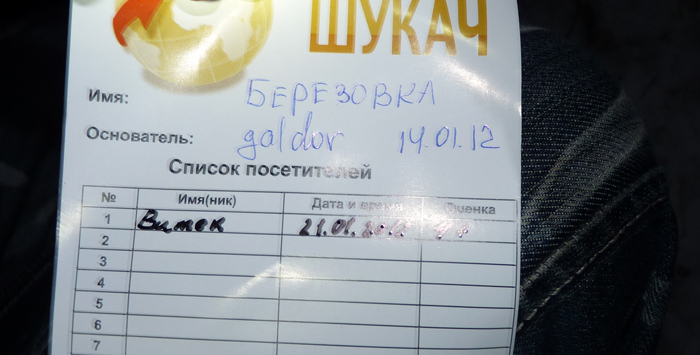 ШУКАЧ
Имя: БЕРЕЗОВКА
Основатель: galdor 14.01.12
Список посетителей
№ Имя(ник) Дата и время Оценка
1 Витек 21.01.2012
2
3
4
5
6
7